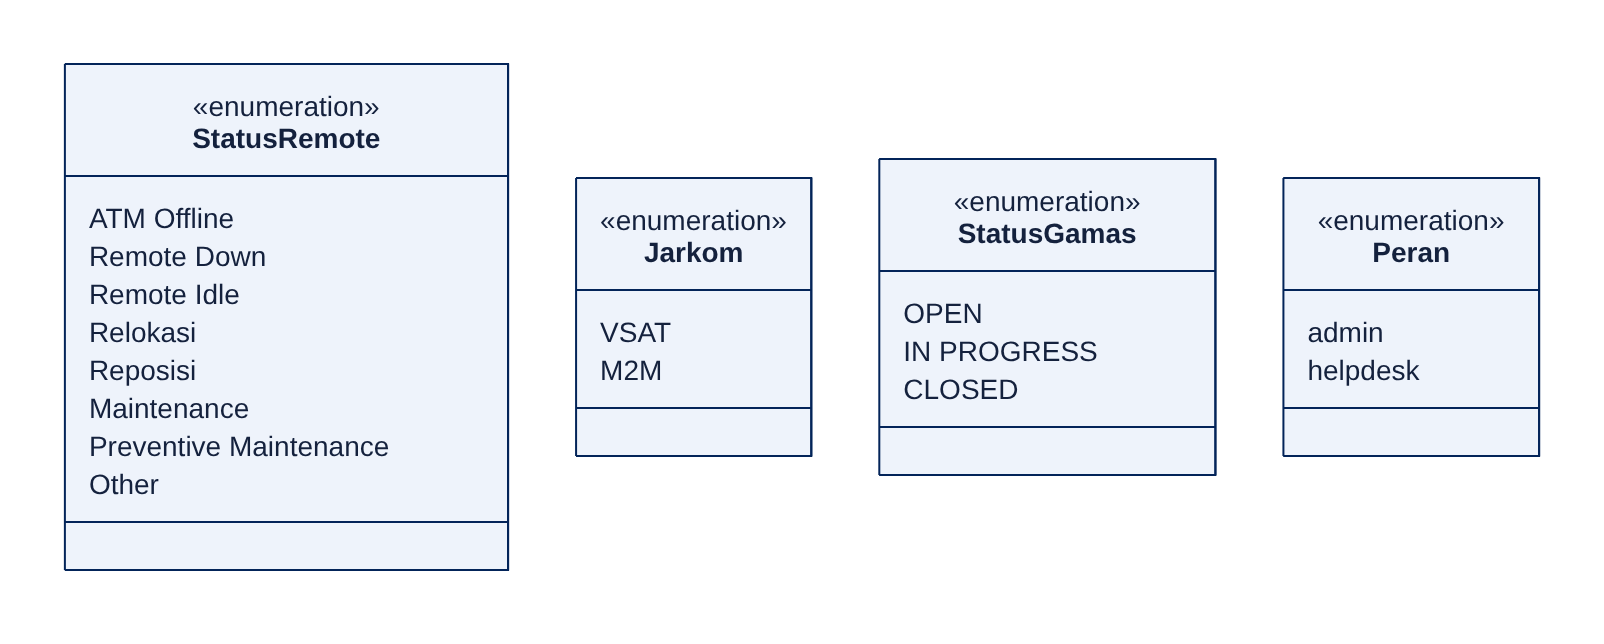 «enumeration»
StatusRemote
ATM Offline
Remote Down
Remote Idle
Relokasi
Reposisi
Maintenance
Preventive Maintenance
Other
«enumeration»
Jarkom
VSAT
M2M
«enumeration»
StatusGamas
OPEN
IN PROGRESS
CLOSED
«enumeration»
Peran
admin
helpdesk